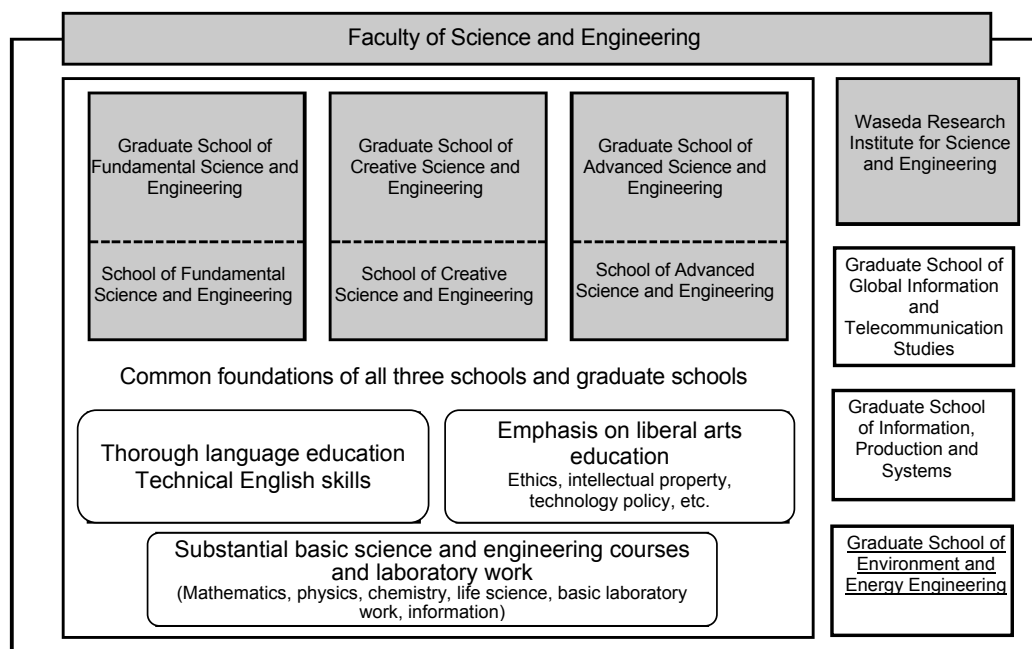 Faculty of Science and Engineering
Graduate School of
Fundamental Science and
Engineering
School of Fundamental
Science and Engineering
Graduate School of
Creative Science and
Engineering
School of Creative
Science and Engineering
Graduate School of
Advanced Science and
Engineering
School of Advanced
Science and Engineering
Common foundations of all three schools and graduate schools
Thorough language education
Technical English skills
Emphasis on liberal arts
education
Ethics, intellectual property,
technology policy, etc.
Substantial basic science and engineering courses
and laboratory work
(Mathematics, physics, chemistry, life science, basic laboratory
work, information)
Waseda Research
Institute for Science
and Engineering
Graduate School of
Global Information
and
Telecommunication
Studies
Graduate School
of Information,
Production and
Systems
Graduate School of
Environment and
Energy Engineering